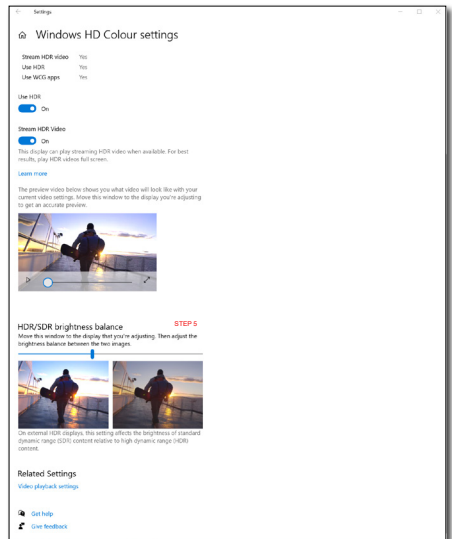 Settings
Windows HD Colour settings
Stream HDR video Yes
Use HDR Yes
Use WCG apps Yes
Use HDR
On
Stream HDR Video
On
This display can play streaming HDR video when available. For best
results, play HDR videos full screen.
Learn more
The preview video below shows you what video will look like with your
current video settings. Move this window to the display you're adjusting
to get an accurate preview.
HDR/SDR brightness balance STEP 5
Move this window to the display that you're adjusting. Then adjust the
brightness balance between the two images.
On external HDR displays, this setting affects the brightness of standard
dynamic range (SDR) content relative to high dynamic range (HDR)
content.
Related Settings
Video playback settings
Get help
Give feedback